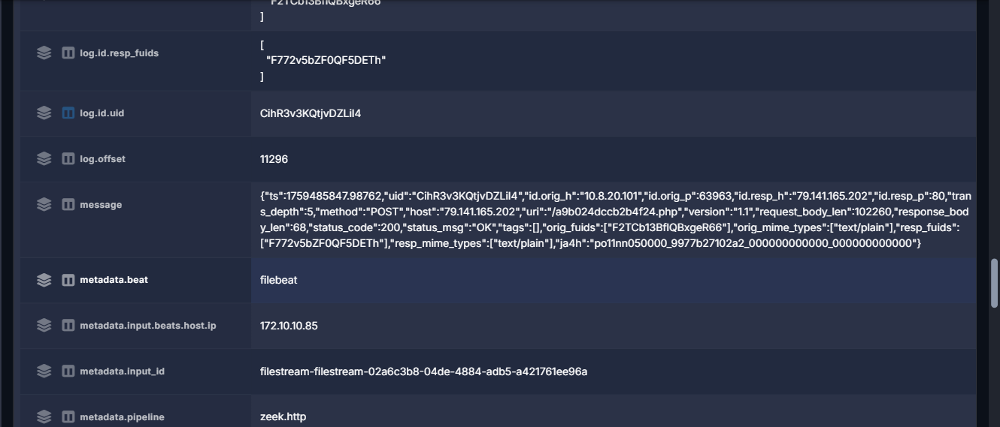 "F2TCb13BflQBxgeR66"
]
log.id.resp_fuids
[
"F772v5bZF0QF5DETh"
]
log.id.uid
CihR3v3KQtjvDZLiI4
log.offset
11296
message
{"ts":1759485847.98762,"uid":"CihR3v3KQtjvDZLiI4","id.orig_h":"10.8.20.101","id.orig_p":63963,"id.resp_h":"79.141.165.202","id.resp_p":80,"tran
s_depth":5,"method":"POST","host":"79.141.165.202","uri":"/a9b024dccb2b4f24.php","version":"1.1","request_body_len":102260,"response_bod
y_len":68,"status_code":200,"status_msg":"OK","tags":[],"orig_fuids":["F2TCb13BflQBxgeR66"],"orig_mime_types":["text/plain"],"resp_fuids":
["F772v5bZF0QF5DETh"],"resp_mime_types":["text/plain"],"ja4h":"po11nn050000_9977b27102a2_000000000000_000000000000"}
metadata.beat
filebeat
metadata.input.beats.host.ip
172.10.10.85
metadata.input_id
filestream-filestream-02a6c3b8-04de-4884-adb5-a421761ee96a
metadata.pipeline
zeek.http